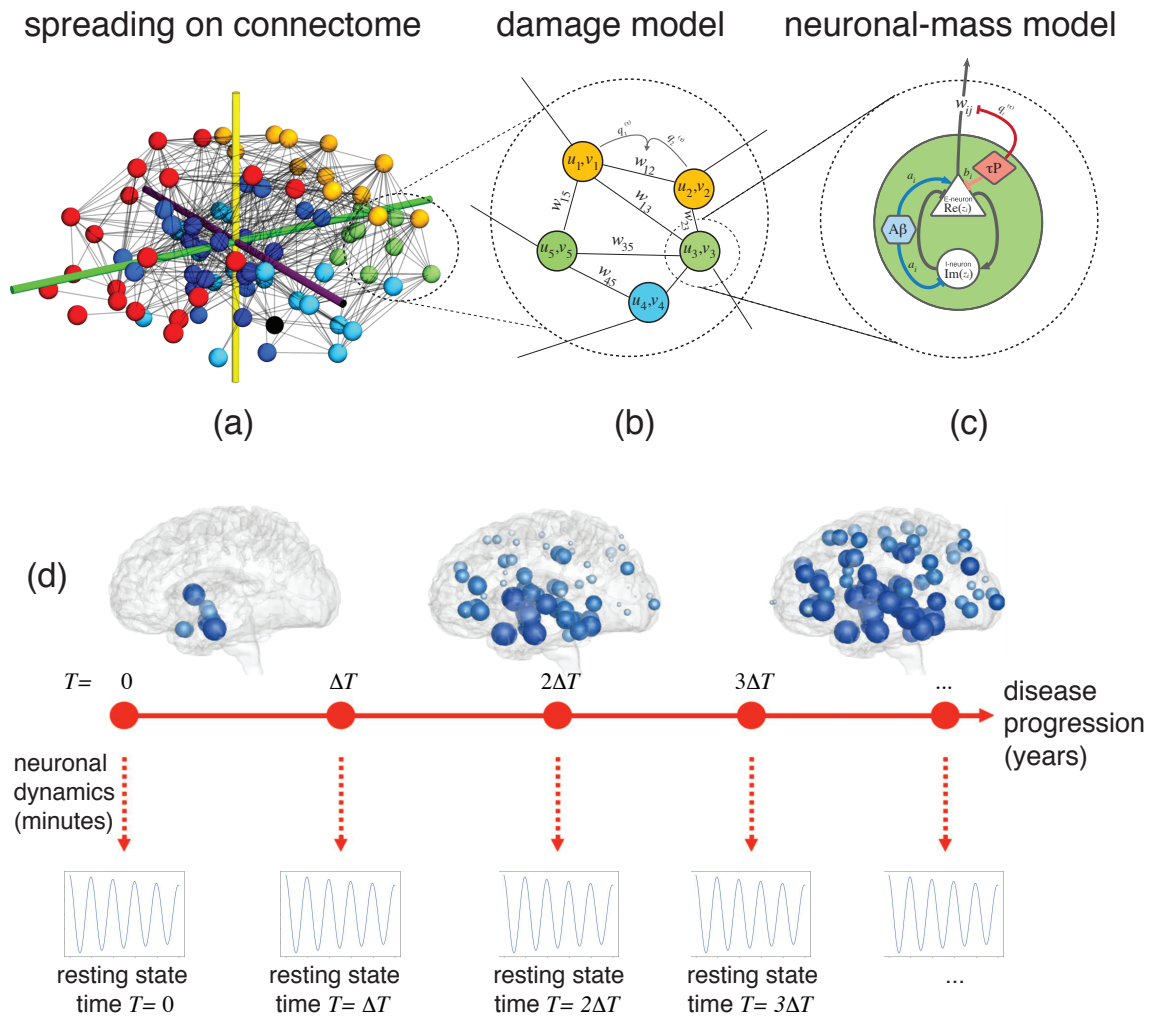 spreading on connectome
damage model
neuronal-mass model
w₁₂
u₁,v₁
u₂,v₂
w₁₅
w₁₃
w₂₃
u₅,v₅
w₃₅
u₃,v₃
w₄₅
u₄,v₄
wᵢⱼ
τP
aᵢ
bᵢ
E-neuron
Re(zᵢ)
Aβ
aᵢ
I-neuron
Im(zᵢ)
(a)
(b)
(c)
(d)
T= 0 ΔT 2ΔT 3ΔT ...
disease
progression
(years)
neuronal
dynamics
(minutes)
resting state
time T= 0
resting state
time T= ΔT
resting state
time T= 2ΔT
resting state
time T= 3ΔT
...